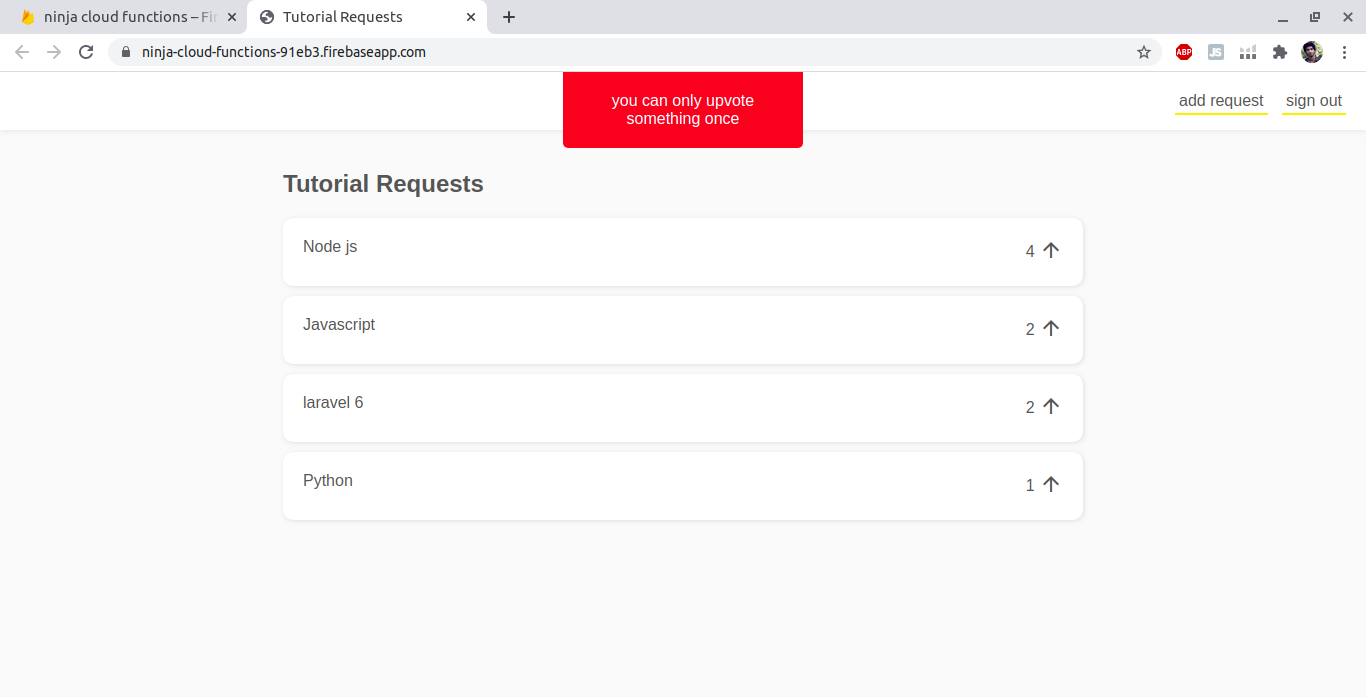 ninja cloud functions – Fir
Tutorial Requests
ninja-cloud-functions-91eb3.firebaseapp.com
ABP
JS
you can only upvote
something once
add request
sign out
Tutorial Requests
Node js
4
Javascript
2
laravel 6
2
Python
1